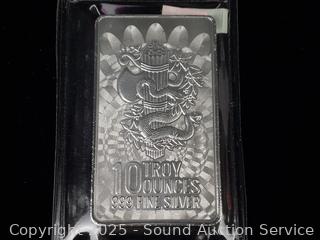 10 TROY
OUNCES
999 FINE SILVER
Copyright 2025 - Sound Auction Service